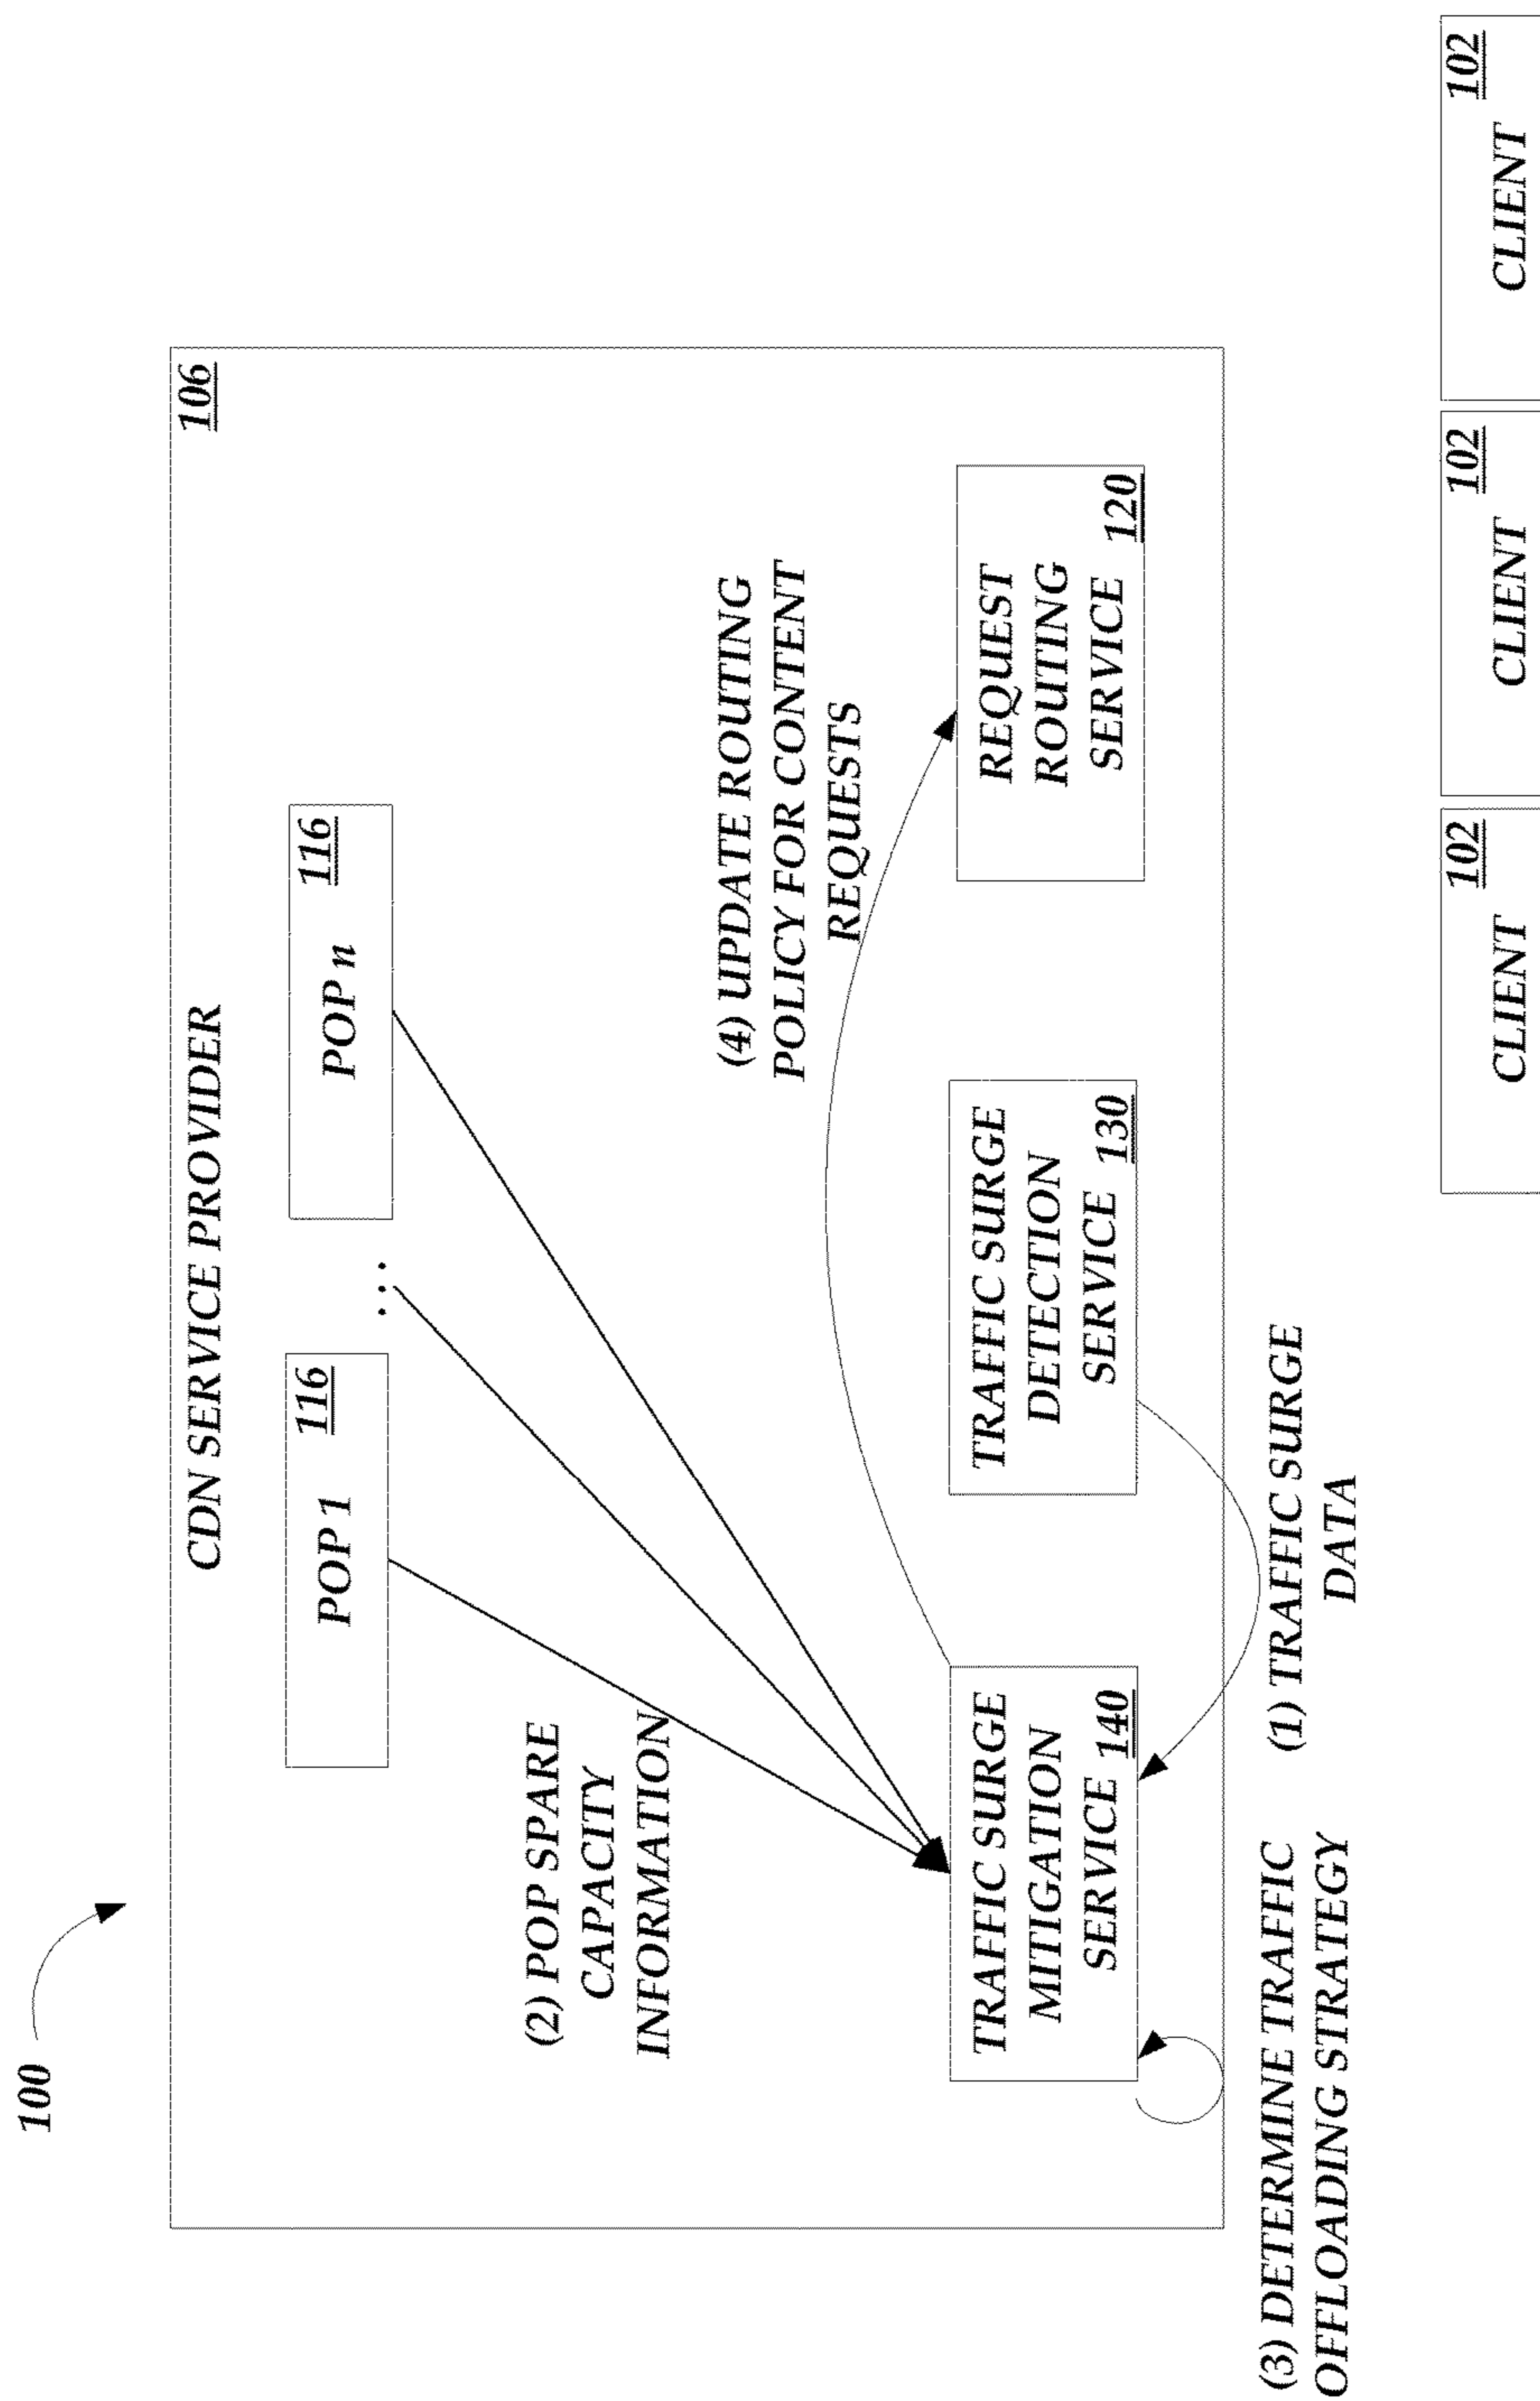 100
CDN SERVICE PROVIDER
106
POP 1
116
...
POP n
116
(2) POP SPARE
CAPACITY
INFORMATION
(4) UPDATE ROUTING
POLICY FOR CONTENT
REQUESTS
TRAFFIC SURGE
MITIGATION
SERVICE 140
TRAFFIC SURGE
DETECTION
SERVICE 130
REQUEST
ROUTING
SERVICE 120
(3) DETERMINE TRAFFIC
OFFLOADING STRATEGY
(1) TRAFFIC SURGE
DATA
102
CLIENT
102
CLIENT
102
CLIENT